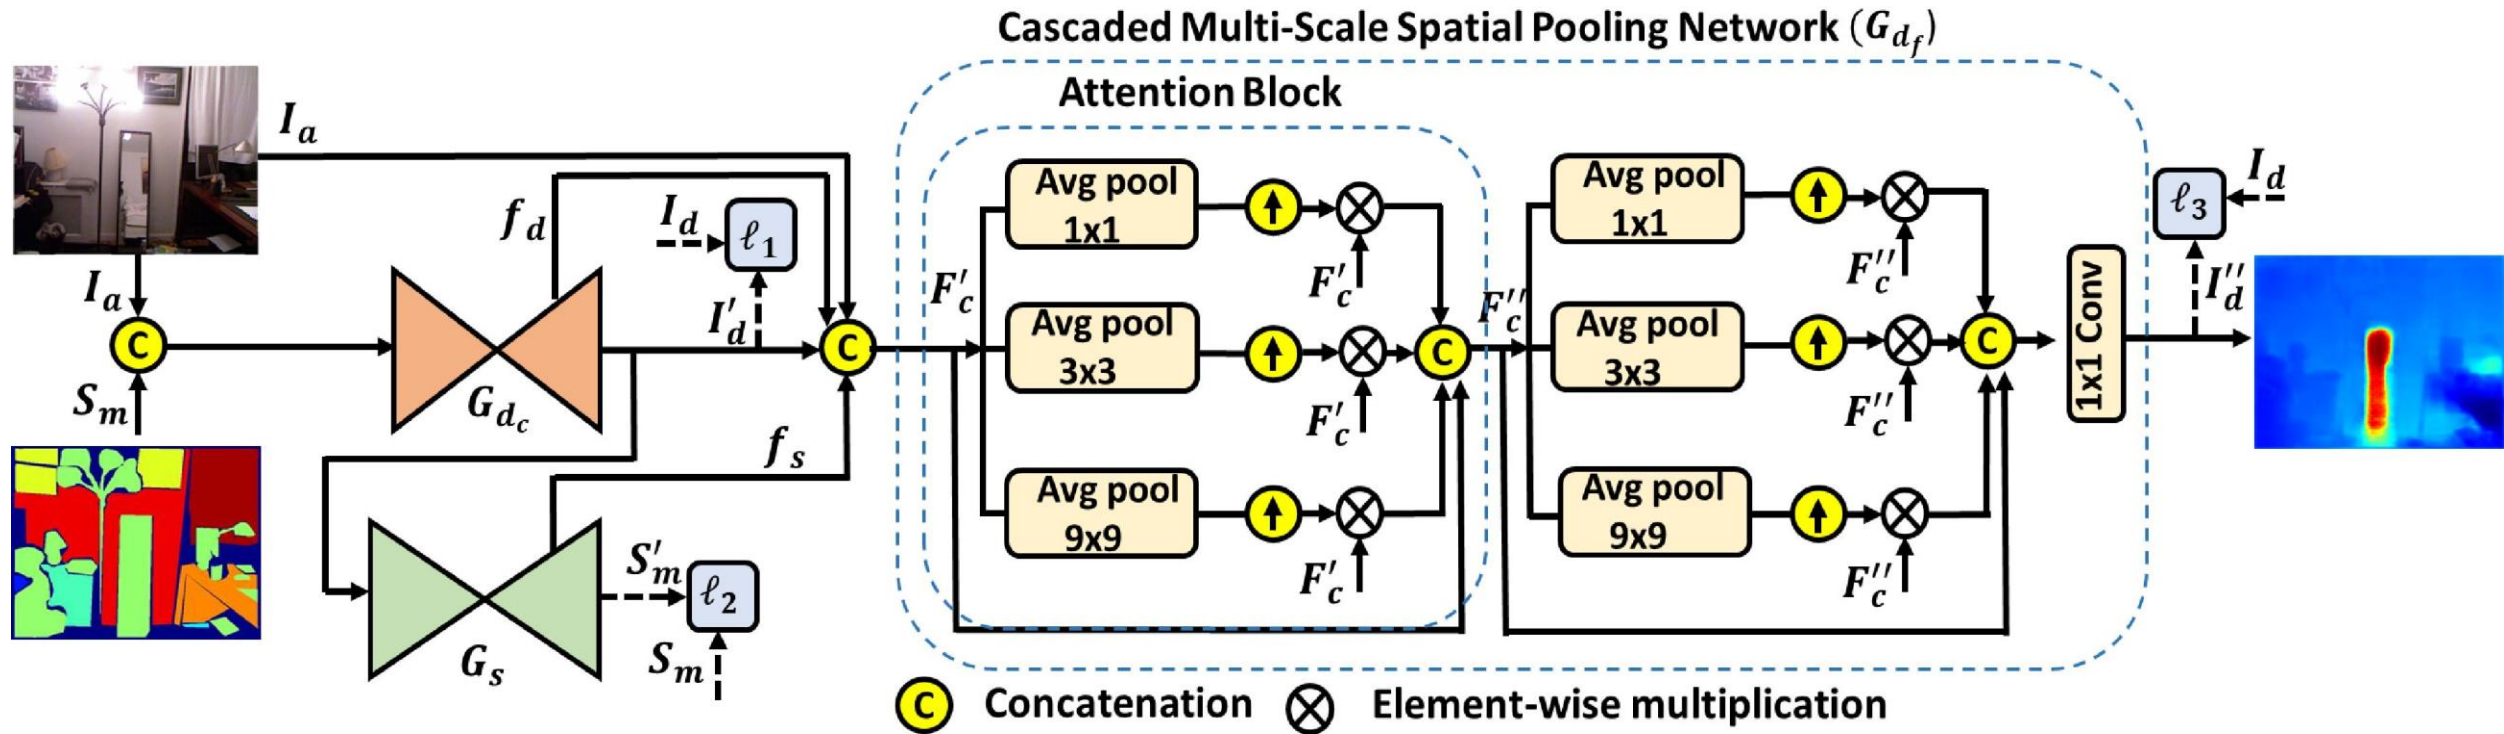 Cascaded Multi-Scale Spatial Pooling Network (G_{d_f})
Attention Block
I_a
I_a
C
S_m
f_d
I_d
ℓ_1
I'_d
G_{d_c}
C
f_s
G_s
S'_m
ℓ_2
S_m
F'_c
Avg pool
1x1
F'_c
Avg pool
3x3
F'_c
Avg pool
9x9
F'_c
C
F''_c
Avg pool
1x1
F''_c
Avg pool
3x3
F''_c
Avg pool
9x9
F''_c
C
1x1 Conv
ℓ_3
I_d
I''_d
C Concatenation
Element-wise multiplication